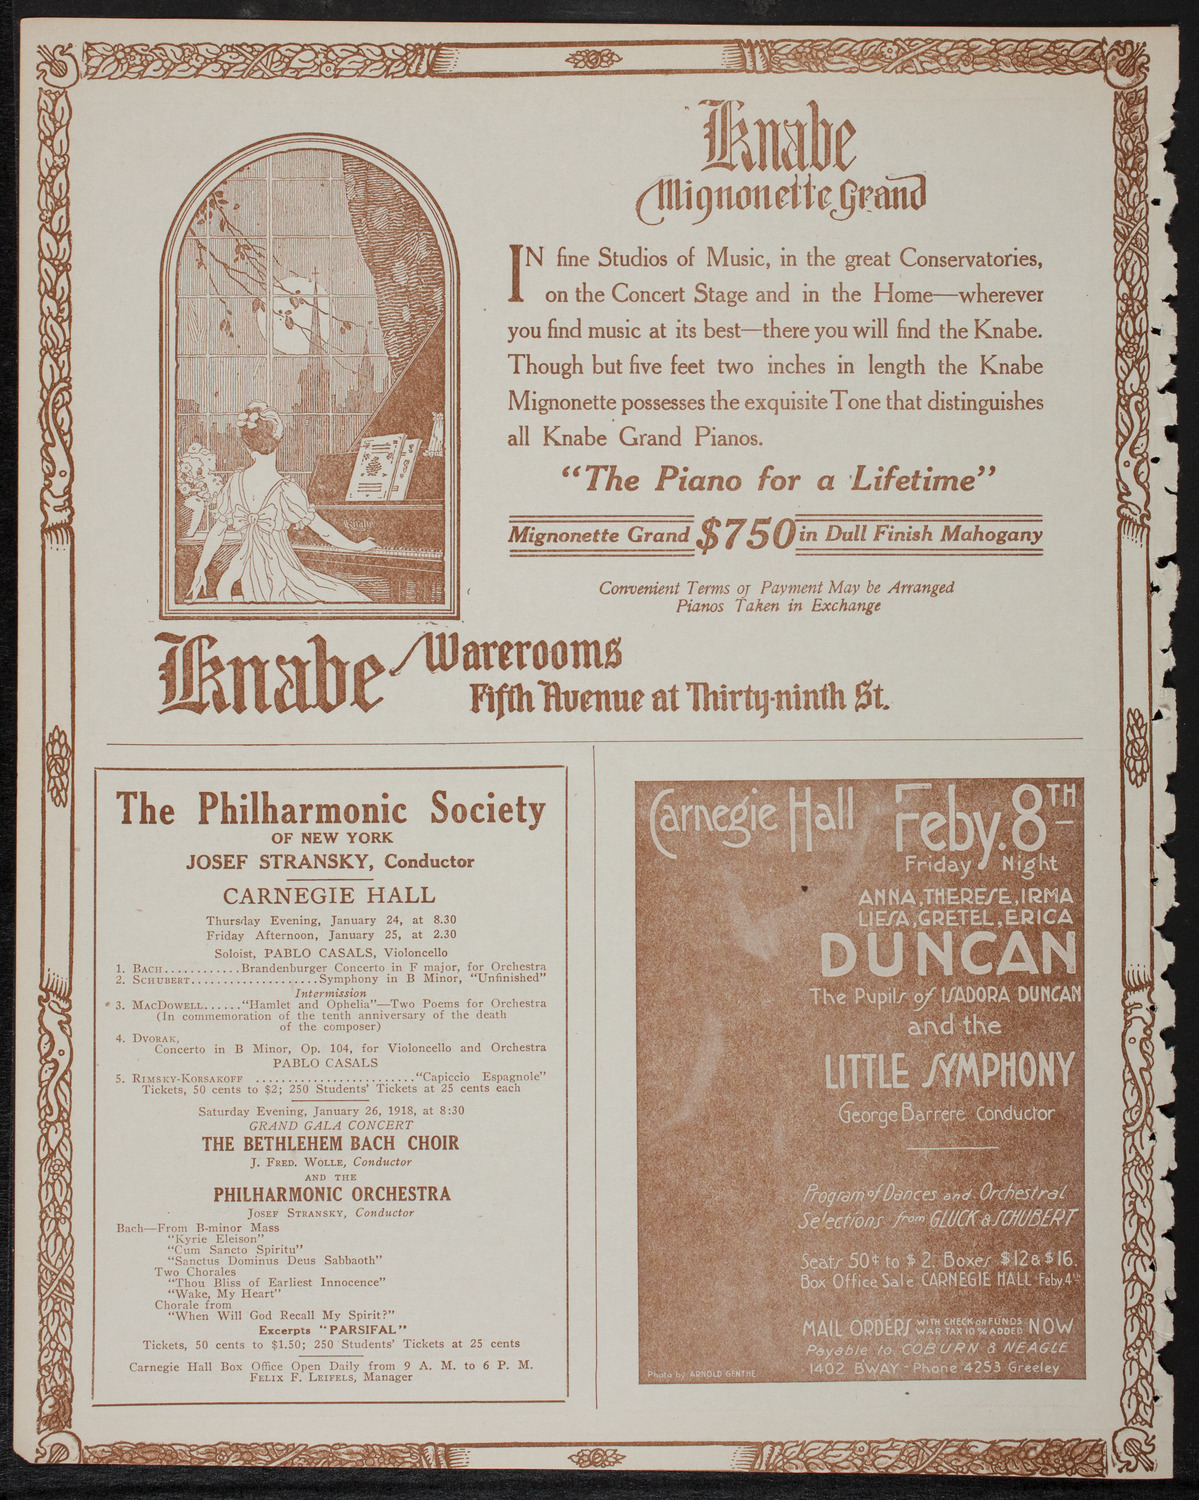 Knabe
Mignonette Grand
IN fine Studios of Music, in the great Conservatories,
on the Concert Stage and in the Home—wherever
you find music at its best—there you will find the Knabe.
Though but five feet two inches in length the Knabe
Mignonette possesses the exquisite Tone that distinguishes
all Knabe Grand Pianos.
"The Piano for a Lifetime"
Mignonette Grand $750 in Dull Finish Mahogany
Convenient Terms of Payment May be Arranged
Pianos Taken in Exchange
Knabe
Knabe Warerooms
Fifth Avenue at Thirty-ninth St.
The Philharmonic Society
OF NEW YORK
JOSEF STRANSKY, Conductor
CARNEGIE HALL
Thursday Evening, January 24, at 8.30
Friday Afternoon, January 25, at 2.30
Soloist, PABLO CASALS, Violoncello
1. BACH............Brandenburger Concerto in F major, for Orchestra
2. SCHUBERT....................Symphony in B Minor, "Unfinished"
Intermission
* 3. MACDOWELL......"Hamlet and Ophelia"—Two Poems for Orchestra
(In commemoration of the tenth anniversary of the death
of the composer)
4. DVORAK,
Concerto in B Minor, Op. 104, for Violoncello and Orchestra
PABLO CASALS
5. RIMSKY-KORSAKOFF .........................."Capiccio Espagnole"
Tickets, 50 cents to $2; 250 Students' Tickets at 25 cents each
Saturday Evening, January 26, 1918, at 8:30
GRAND GALA CONCERT
THE BETHLEHEM BACH CHOIR
J. FRED. WOLLE, Conductor
AND THE
PHILHARMONIC ORCHESTRA
JOSEF STRANSKY, Conductor
Bach—From B-minor Mass
"Kyrie Eleison"
"Cum Sancto Spiritu"
"Sanctus Dominus Deus Sabbaoth"
Two Chorales
"Thou Bliss of Earliest Innocence"
"Wake, My Heart"
Chorale from
"When Will God Recall My Spirit?"
Excerpts "PARSIFAL"
Tickets, 50 cents to $1.50; 250 Students' Tickets at 25 cents
Carnegie Hall Box Office Open Daily from 9 A. M. to 6 P. M.
FELIX F. LEIFELS, Manager
Carnegie Hall Feby. 8TH
Friday Night
ANNA, THERESE, IRMA
LIESA, GRETEL, ERICA
DUNCAN
The Pupils of ISADORA DUNCAN
and the
LITTLE SYMPHONY
George Barrere Conductor
Program of Dances and Orchestral
Selections from GLUCK & SCHUBERT
Seats 50¢ to $2. Boxes $12 & $16.
Box Office Sale CARNEGIE HALL Feby. 4th
MAIL ORDERS WITH CHECK OR FUNDS WAR TAX 10% ADDED NOW
Payable to COBURN & NEAGLE
1402 BWAY - Phone 4253 Greeley
Photo by ARNOLD GENTHE